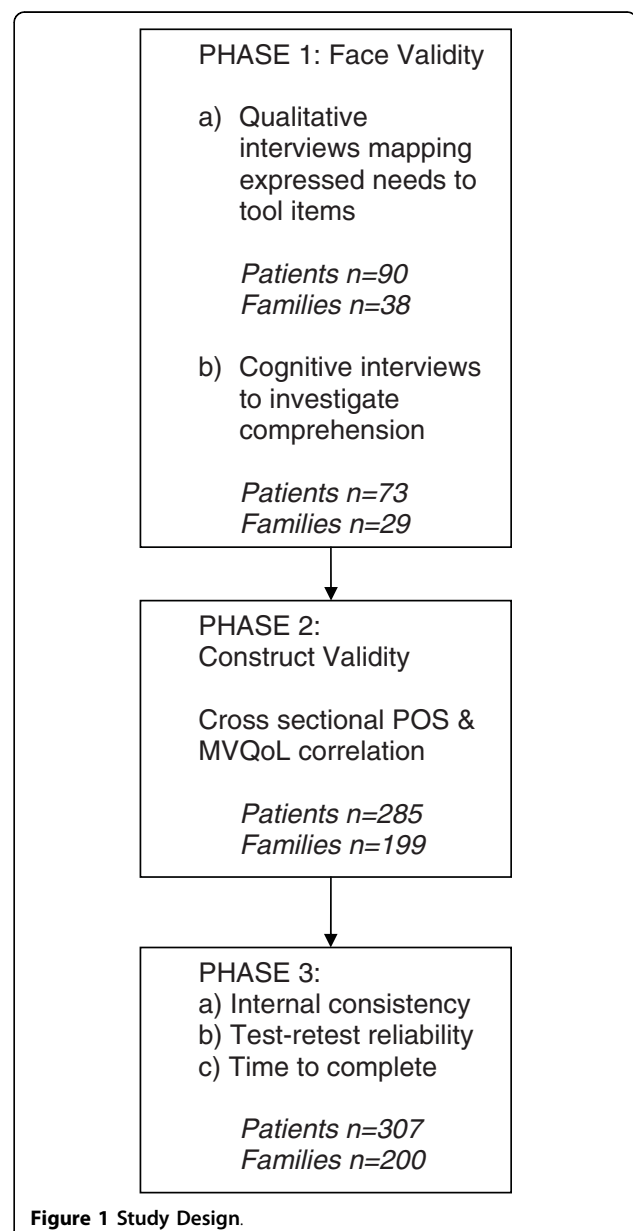 PHASE 1: Face Validity
a) Qualitative
interviews mapping
expressed needs to
tool items
Patients n=90
Families n=38
b) Cognitive interviews
to investigate
comprehension
Patients n=73
Families n=29
PHASE 2:
Construct Validity
Cross sectional POS &
MVQoL correlation
Patients n=285
Families n=199
PHASE 3:
a) Internal consistency
b) Test-retest reliability
c) Time to complete
Patients n=307
Families n=200
Figure 1 Study Design.